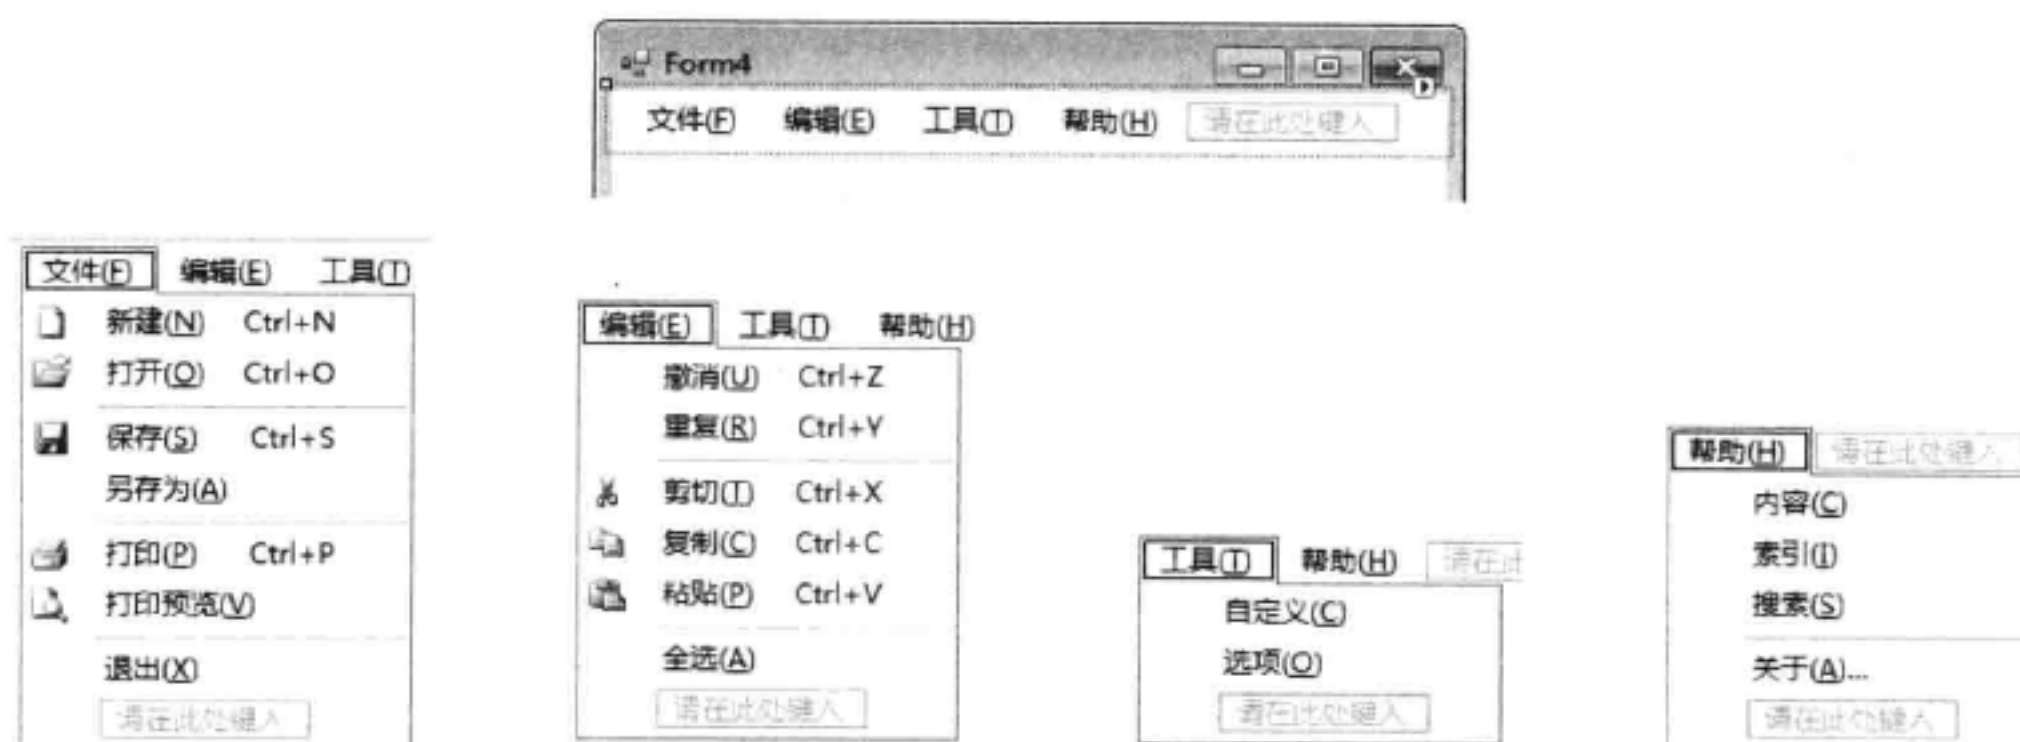 Form4
文件(F) 编辑(E) 工具(T) 帮助(H) 请在此处键入
文件(F) 编辑(E) 工具(T)
新建(N) Ctrl+N
打开(O) Ctrl+O
保存(S) Ctrl+S
另存为(A)
打印(P) Ctrl+P
打印预览(V)
退出(X)
请在此处键入
编辑(E) 工具(T) 帮助(H)
撤消(U) Ctrl+Z
重复(R) Ctrl+Y
剪切(T) Ctrl+X
复制(C) Ctrl+C
粘贴(P) Ctrl+V
全选(A)
请在此处键入
工具(T) 帮助(H) 请在此
自定义(C)
选项(O)
请在此处键入
帮助(H) 请在此处键入
内容(C)
索引(I)
搜索(S)
关于(A)...
请在此处键入